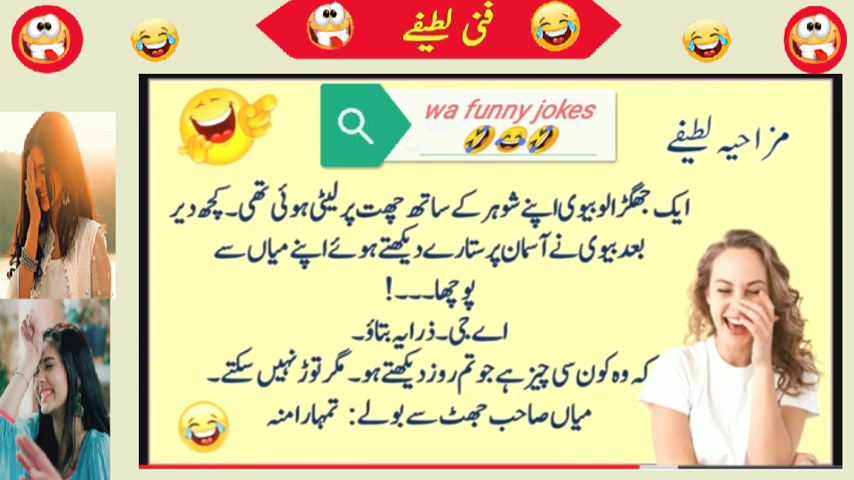 فنی لطیفے
wa funny jokes
مزاحیہ لطیفے
ایک جھگڑالو بیوی اپنے شوہر کے ساتھ چھت پر لیٹی ہوئی تھی۔ کچھ دیر
بعد بیوی نے آسمان پر ستارے دیکھتے ہوئے اپنے میاں سے
پوچھا۔۔۔!
اے جی۔ ذرا یہ بتاؤ۔
کہ وہ کون سی چیز ہے جو تم روز دیکھتے ہو۔ مگر توڑ نہیں سکتے۔
میاں صاحب جھٹ سے بولے: تمہارا منہ